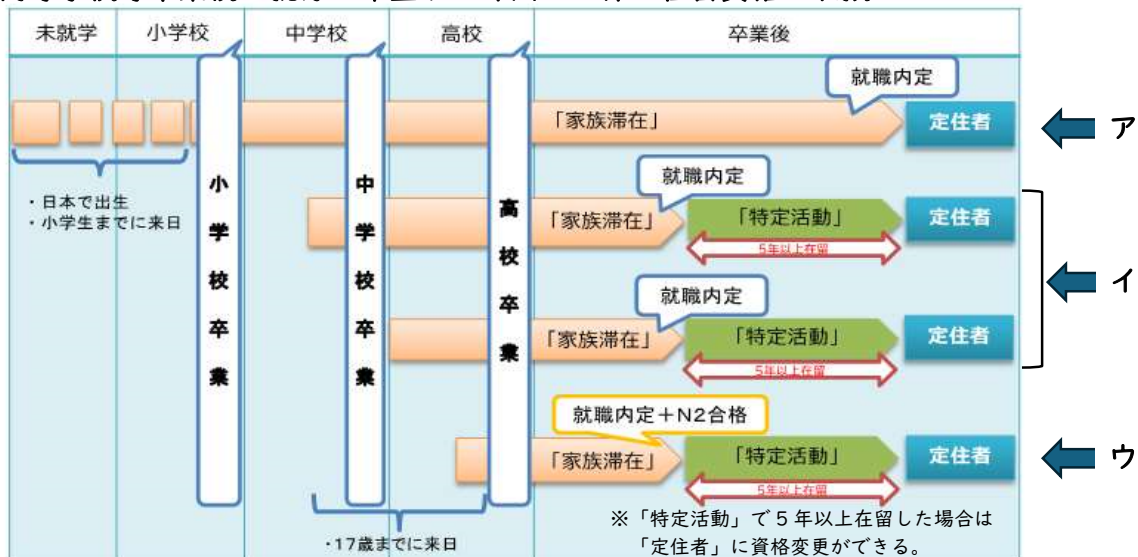 未就学 小学校 中学校 高校 卒業後
就職内定
「家族滞在」 定住者 ア
・日本で出生
・小学生までに来日
小学校卒業
中学校卒業
高校卒業
就職内定
「家族滞在」 「特定活動」 定住者
5年以上在留
イ
就職内定
「家族滞在」 「特定活動」 定住者
5年以上在留
就職内定+N2合格
「家族滞在」 「特定活動」 定住者 ウ
5年以上在留
・17歳までに来日
※「特定活動」で5年以上在留した場合は
「定住者」に資格変更ができる。